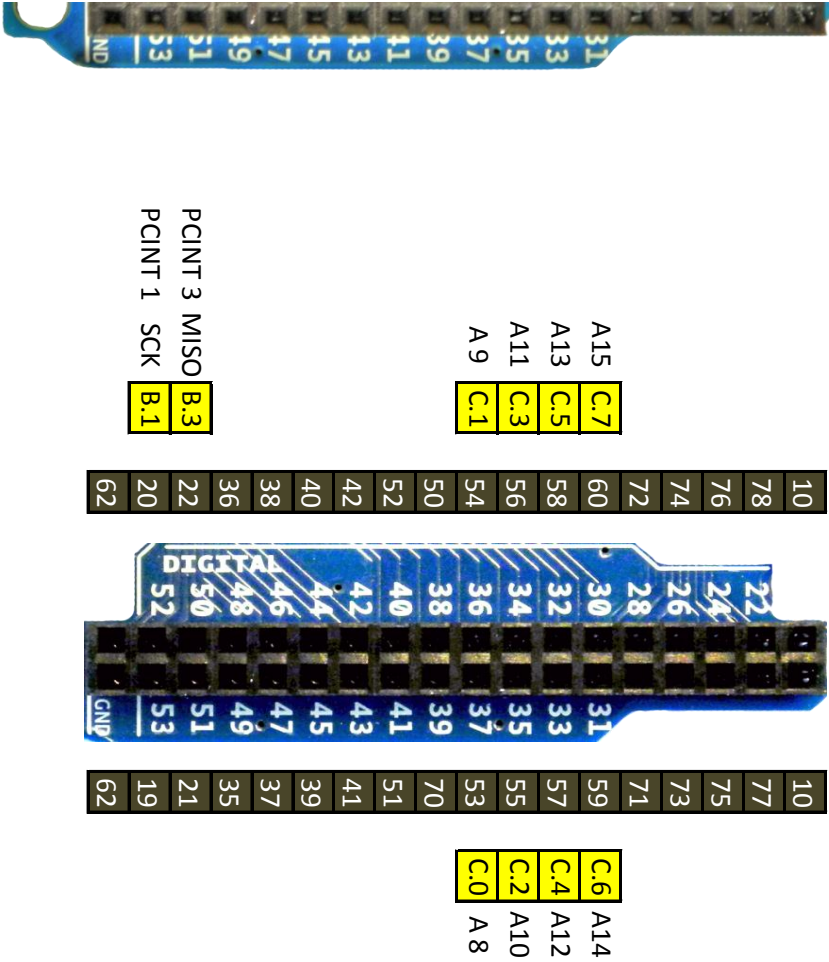 ND 53 51 49 47 45 43 41 39 37 35 33 31
PCINT 1 SCK
PCINT 3 MISO
A 9
A11
A13
A15
B.1 B.3 C.1 C.3 C.5 C.7
62 20 22 36 38 40 42 52 50 54 56 58 60 72 74 76 78 10
DIGITAL
52 50 48 46 44 42 40 38 36 34 32 30 28 26 24 22
GND 53 51 49 47 45 43 41 39 37 35 33 31
62 19 21 35 37 39 41 51 70 53 55 57 59 71 73 75 77 10
C.0 C.2 C.4 C.6
A 8
A10
A12
A14